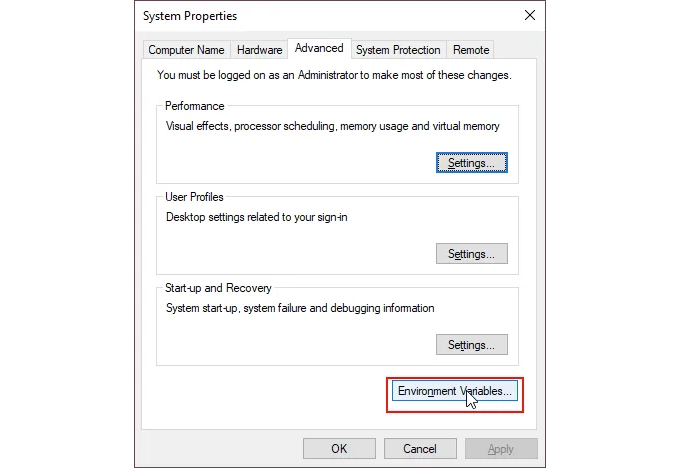 System Properties
Computer Name Hardware Advanced System Protection Remote
You must be logged on as an Administrator to make most of these changes.
Performance
Visual effects, processor scheduling, memory usage and virtual memory
Settings...
User Profiles
Desktop settings related to your sign-in
Settings...
Start-up and Recovery
System start-up, system failure and debugging information
Settings...
Environment Variables...
OK Cancel Apply